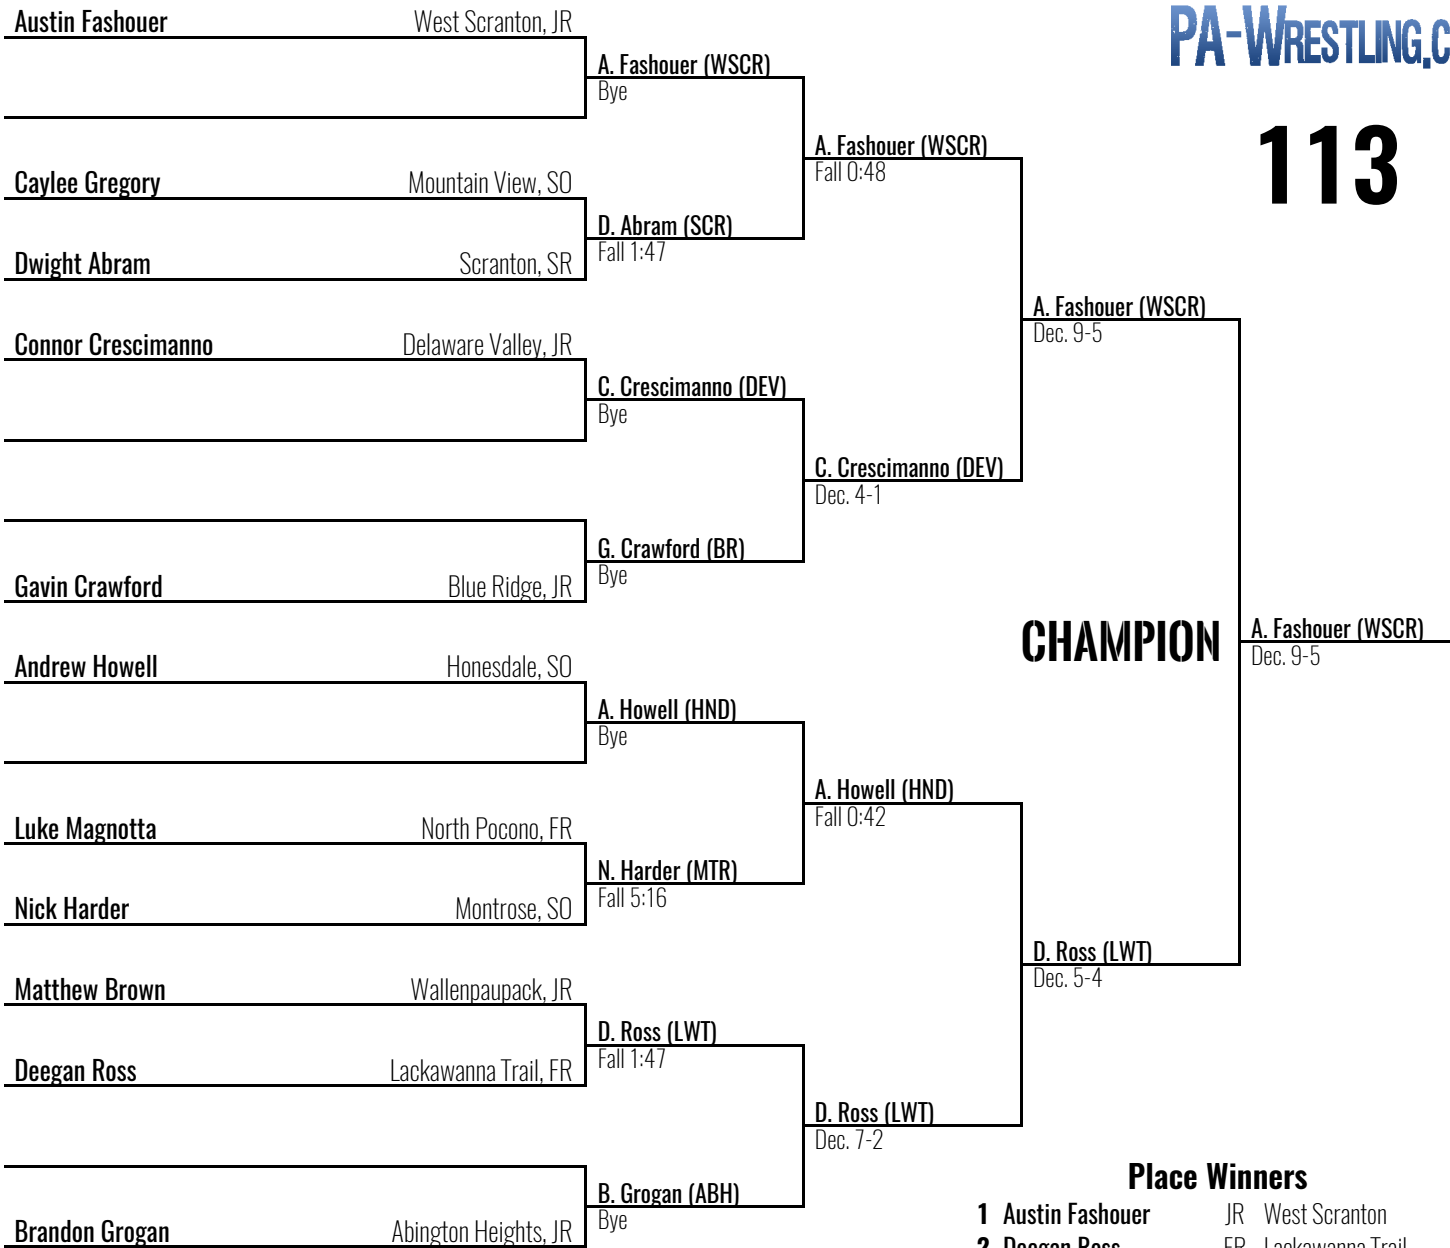 Austin Fashouer West Scranton, JR
PA-WRESTLING.C
A. Fashouer (WSCR)
Bye
113
A. Fashouer (WSCR)
Fall 0:48
Caylee Gregory Mountain View, SO
D. Abram (SCR)
Fall 1:47
Dwight Abram Scranton, SR
A. Fashouer (WSCR)
Dec. 9-5
Connor Crescimanno Delaware Valley, JR
C. Crescimanno (DEV)
Bye
C. Crescimanno (DEV)
Dec. 4-1
G. Crawford (BR)
Bye
Gavin Crawford Blue Ridge, JR
CHAMPION
A. Fashouer (WSCR)
Dec. 9-5
Andrew Howell Honesdale, SO
A. Howell (HND)
Bye
A. Howell (HND)
Fall 0:42
Luke Magnotta North Pocono, FR
N. Harder (MTR)
Fall 5:16
Nick Harder Montrose, SO
D. Ross (LWT)
Dec. 5-4
Matthew Brown Wallenpaupack, JR
D. Ross (LWT)
Fall 1:47
Deegan Ross Lackawanna Trail, FR
D. Ross (LWT)
Dec. 7-2
B. Grogan (ABH)
Bye
Brandon Grogan Abington Heights, JR
Place Winners
1 Austin Fashouer JR West Scranton
2 Deegan Ross FR Lackawanna Trail